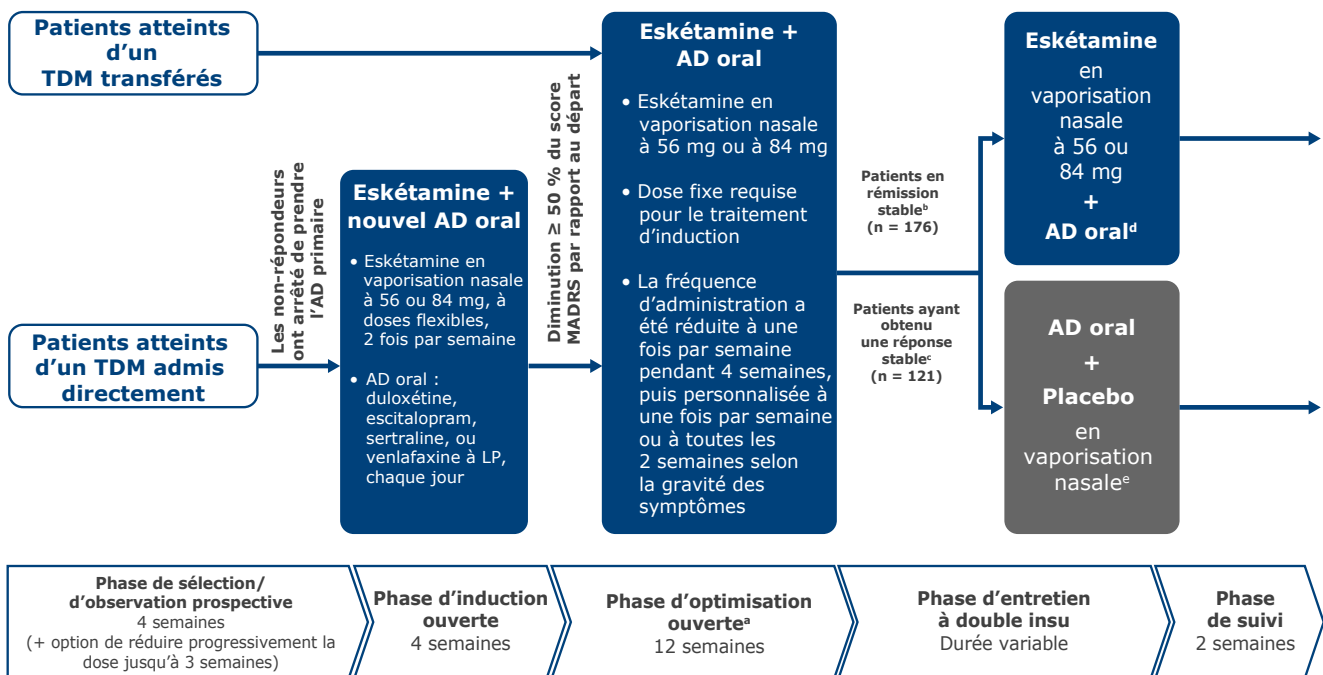 Patients atteints
d’un
TDM transférés
Patients atteints
d’un TDM admis
directement
Les non-répondeurs
ont arrêté de prendre
l’AD primaire
Eskétamine +
nouvel AD oral
• Eskétamine en
vaporisation nasale
à 56 ou 84 mg, à
doses flexibles,
2 fois par semaine
• AD oral :
duloxétine,
escitalopram,
sertraline, ou
venlafaxine à LP,
chaque jour
Diminution ≥ 50 % du score
MADRS par rapport au départ
Eskétamine +
AD oral
• Eskétamine en
vaporisation nasale
à 56 mg ou à 84 mg
• Dose fixe requise
pour le traitement
d’induction
• La fréquence
d’administration a
été réduite à une
fois par semaine
pendant 4 semaines,
puis personnalisée à
une fois par semaine
ou à toutes les
2 semaines selon
la gravité des
symptômes
Patients en
rémission
stableᵇ
(n = 176)
Patients ayant
obtenu
une réponse
stableᶜ
(n = 121)
Eskétamine
en
vaporisation
nasale
à 56 ou
84 mg
+
AD oralᵈ
AD oral
+
Placebo
en
vaporisation
nasaleᵉ
Phase de sélection/
d’observation prospective
4 semaines
(+ option de réduire progressivement la
dose jusqu’à 3 semaines)
Phase d’induction
ouverte
4 semaines
Phase d’optimisation
ouverteᵃ
12 semaines
Phase d’entretien
à double insu
Durée variable
Phase
de suivi
2 semaines